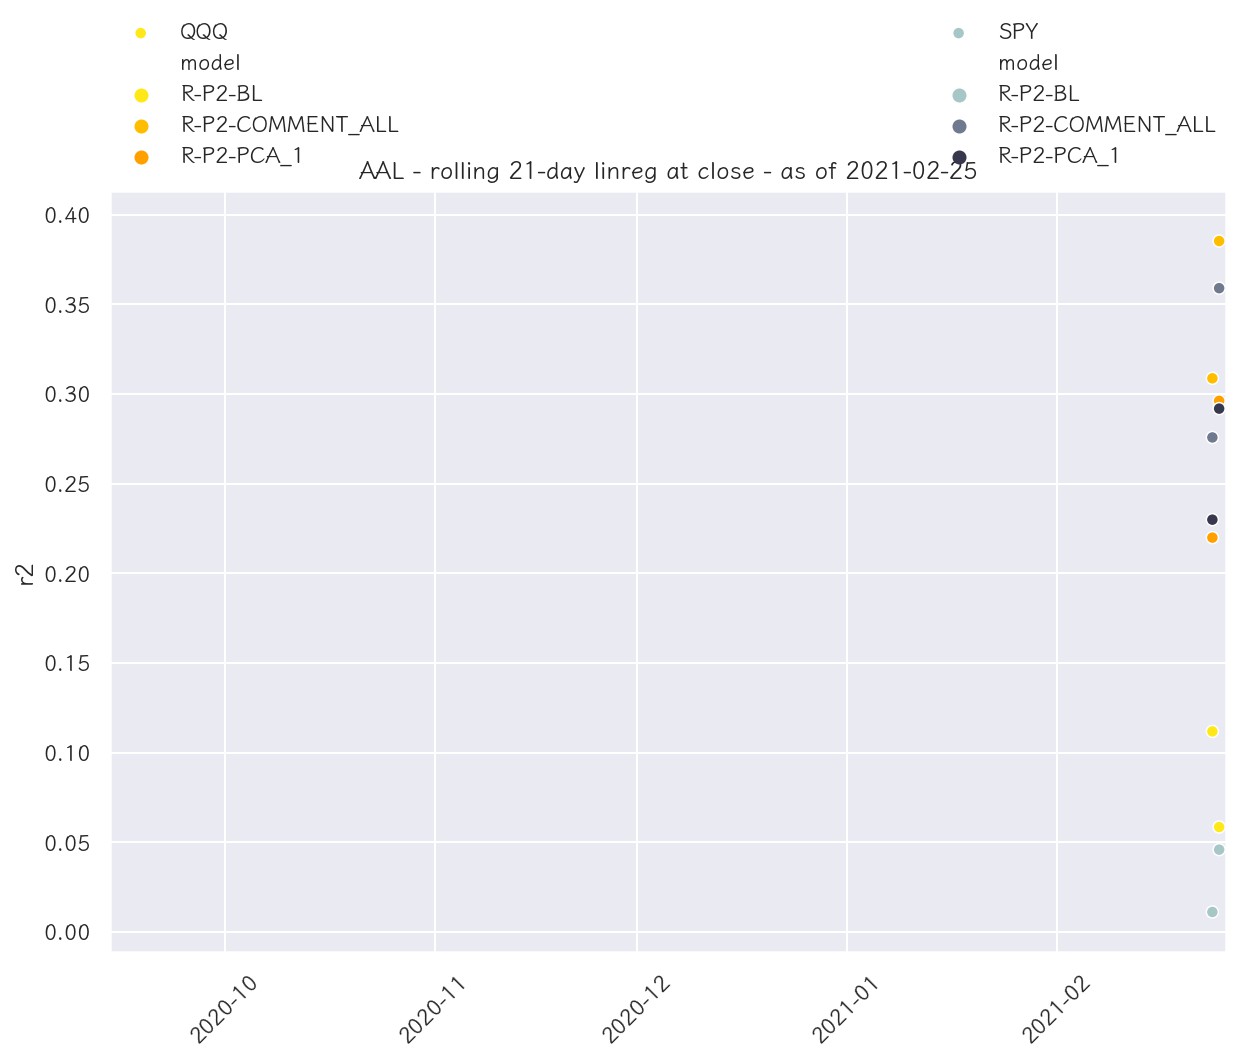 QQQ
model
R-P2-BL
R-P2-COMMENT_ALL
R-P2-PCA_1
SPY
model
R-P2-BL
R-P2-COMMENT_ALL
R-P2-PCA_1
AAL - rolling 21-day linreg at close - as of 2021-02-25
0.40
0.35
0.30
0.25
0.20
0.15
0.10
0.05
0.00
r2
2020-10
2020-11
2020-12
2021-01
2021-02